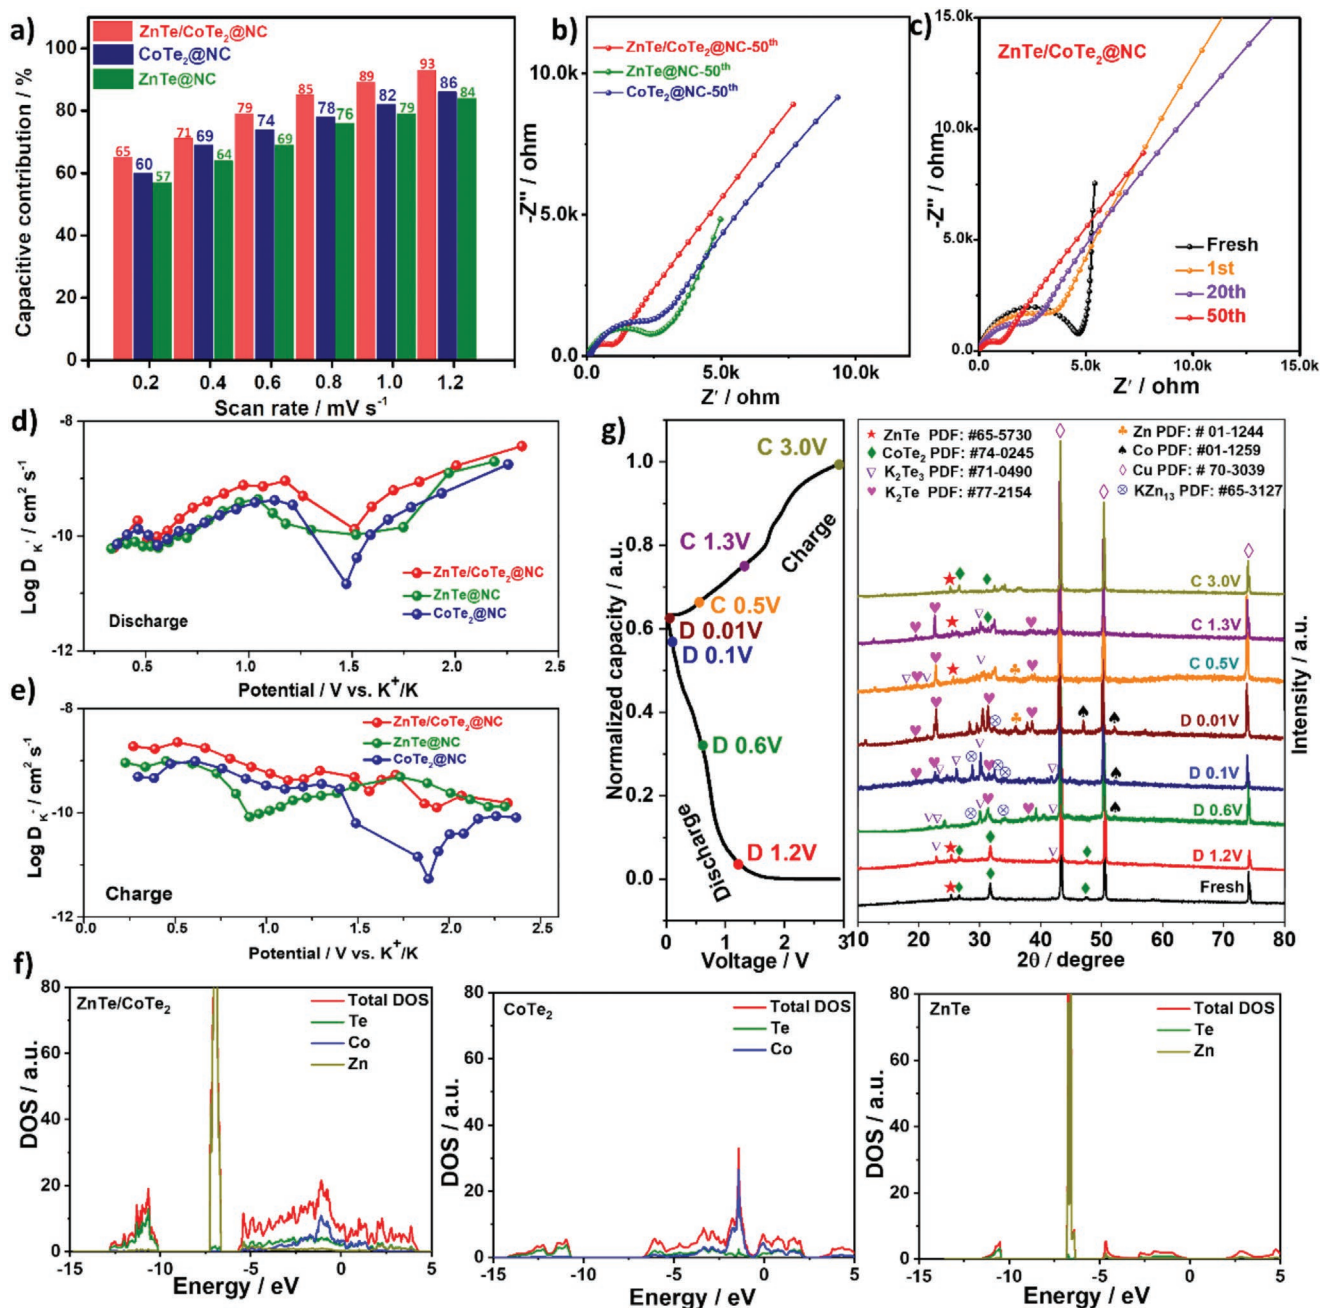 a)
ZnTe/CoTe2@NC
CoTe2@NC
ZnTe@NC
Capacitive contribution / %
100
80
60
40
20
0
65 60 57
71 69 64
79 74 69
85 78 76
89 82 79
93 86 84
0.2 0.4 0.6 0.8 1.0 1.2
Scan rate / mV s-1
b)
ZnTe/CoTe2@NC-50th
ZnTe@NC-50th
CoTe2@NC-50th
-Z'' / ohm
10.0k
5.0k
0.0
0.0 5.0k 10.0k
Z' / ohm
c)
ZnTe/CoTe2@NC
-Z'' / ohm
15.0k
10.0k
5.0k
0.0
Fresh
1st
20th
50th
0.0 5.0k 10.0k 15.0k
Z' / ohm
d)
Log DK+ / cm2 s-1
-8
-10
-12
ZnTe/CoTe2@NC
ZnTe@NC
CoTe2@NC
Discharge
0.5 1.0 1.5 2.0 2.5
Potential / V vs. K+/K
e)
Log DK+ / cm2 s-1
-8
-10
-12
ZnTe/CoTe2@NC
ZnTe@NC
CoTe2@NC
Charge
0.0 0.5 1.0 1.5 2.0 2.5
Potential / V vs. K+/K
g)
Normalized capacity / a.u.
1.0
0.8
0.6
0.4
0.2
0.0
C 3.0V
Charge
C 1.3V
C 0.5V
D 0.01V
D 0.1V
D 0.6V
Discharge
D 1.2V
0 1 2 3
Voltage / V
★ ZnTe PDF: #65-5730
♦ CoTe2 PDF: #74-0245
▽ K2Te3 PDF: #71-0490
♥ K2Te PDF: #77-2154
♣ Zn PDF: # 01-1244
♠ Co PDF: #01-1259
◇ Cu PDF: # 70-3039
⊗ KZn13 PDF: #65-3127
C 3.0V
C 1.3V
C 0.5V
D 0.01V
D 0.1V
D 0.6V
D 1.2V
Fresh
10 20 30 40 50 60 70 80
2θ / degree
Intensity / a.u.
f)
ZnTe/CoTe2
Total DOS
Te
Co
Zn
DOS / a.u.
80
60
40
20
0
-15 -10 -5 0 5
Energy / eV
CoTe2
Total DOS
Te
Co
DOS / a.u.
80
60
40
20
0
-15 -10 -5 0 5
Energy / eV
ZnTe
Total DOS
Te
Zn
DOS / a.u.
80
60
40
20
0
-15 -10 -5 0 5
Energy / eV